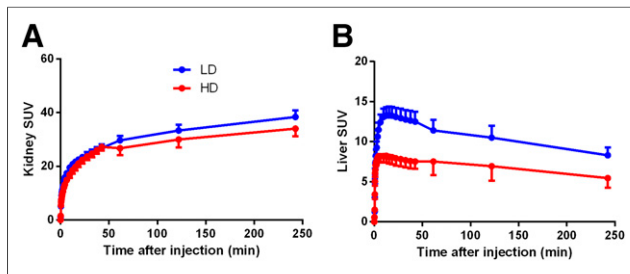 A
Kidney SUV
60
40
20
0
0 50 100 150 200 250
Time after injection (min)
LD
HD
B
Liver SUV
20
15
10
5
0
0 50 100 150 200 250
Time after injection (min)